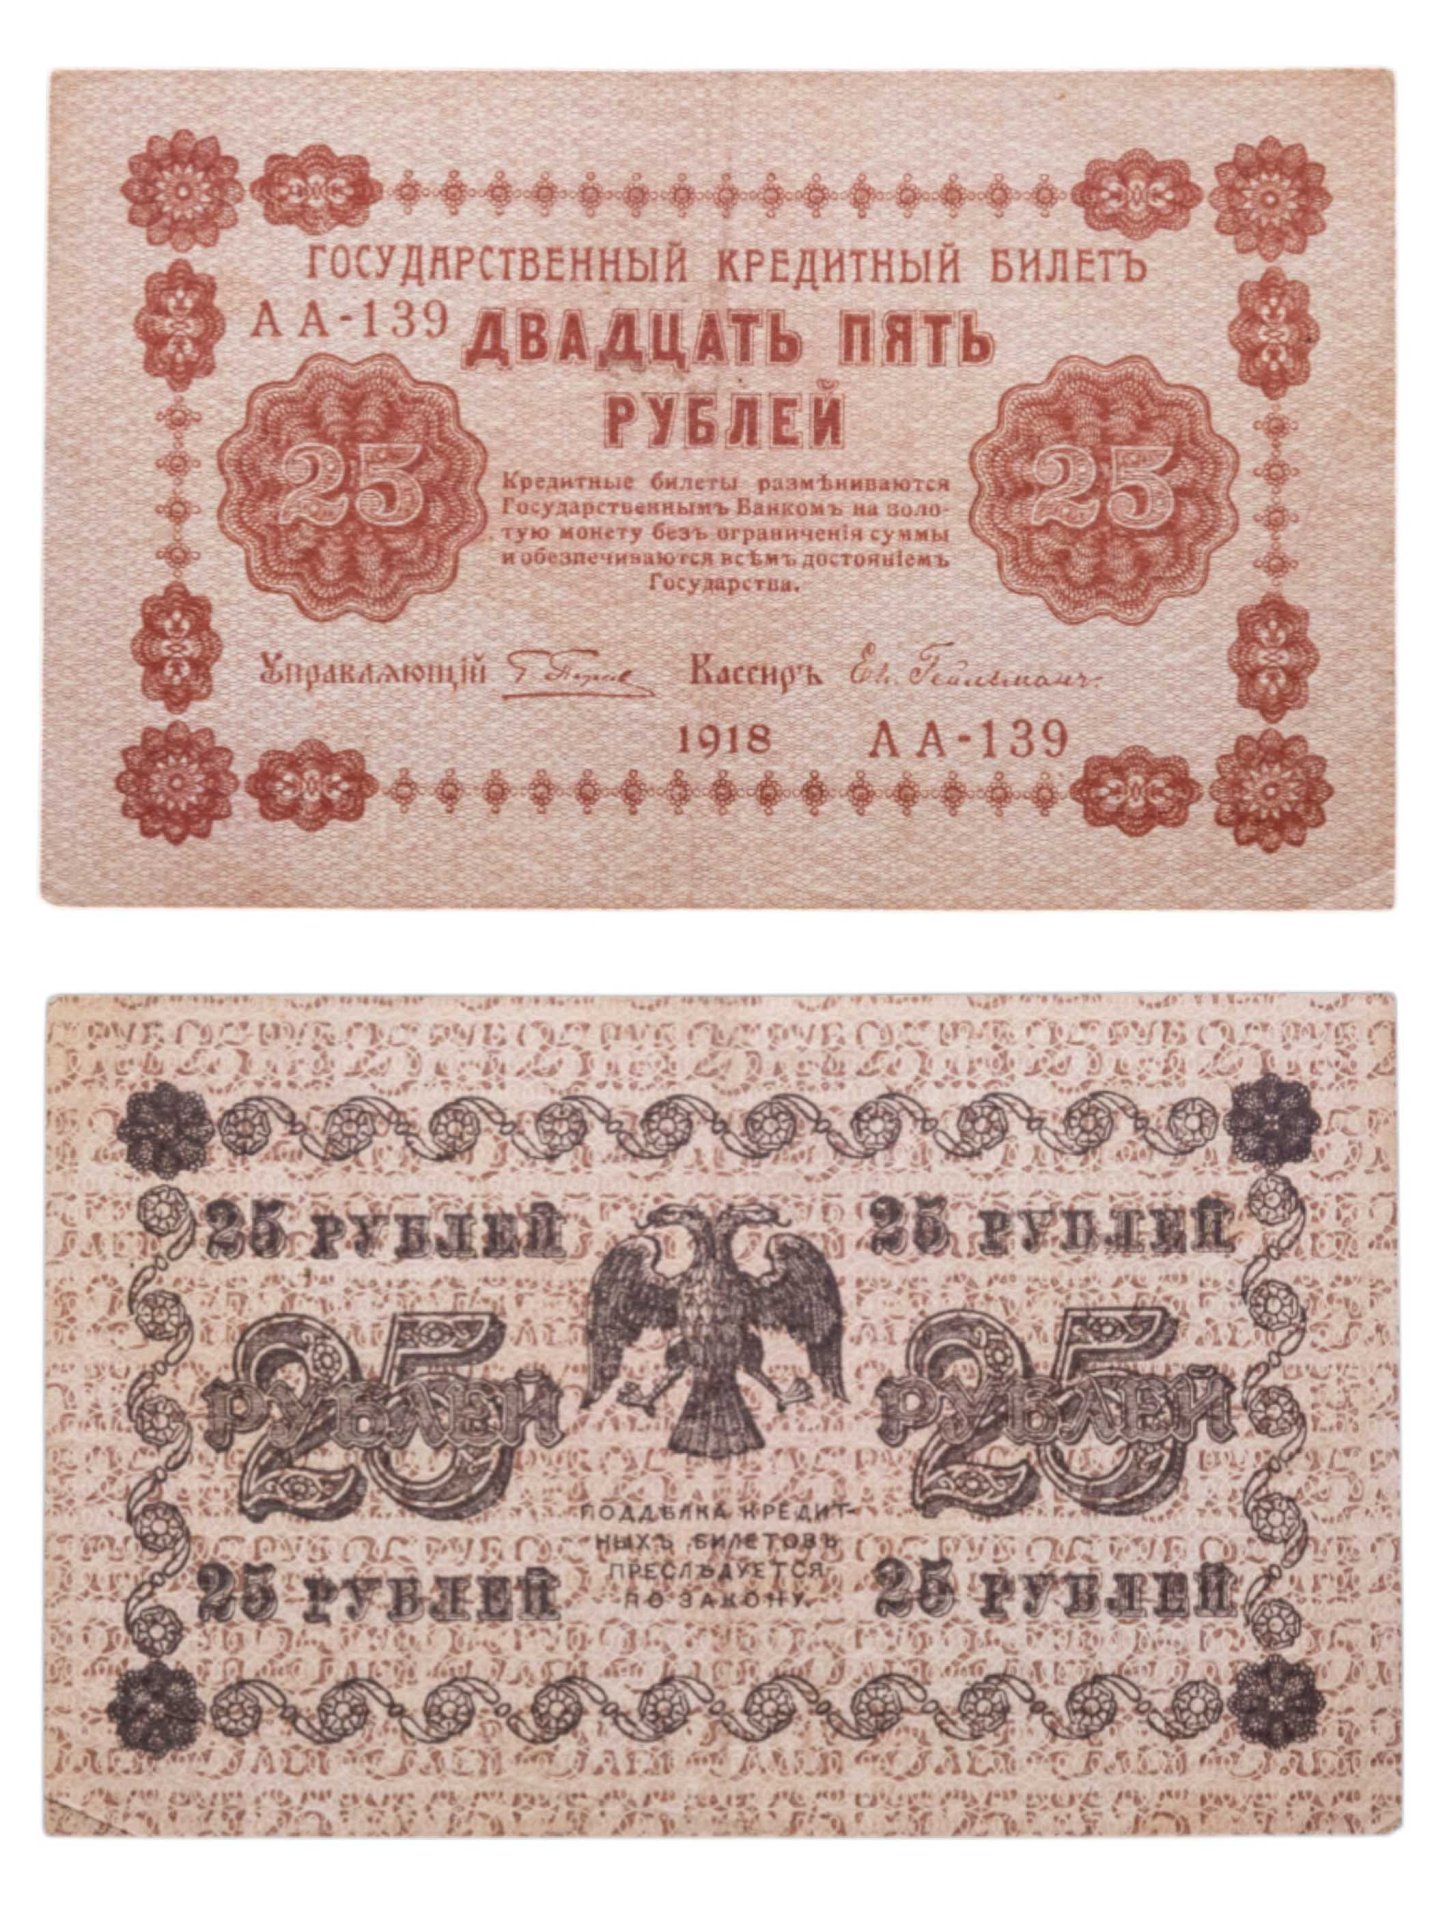 ГОСУДАРСТВЕННЫЙ КРЕДИТНЫЙ БИЛЕТЪ
АА-139
ДВАДЦАТЬ ПЯТЬ
РУБЛЕЙ
25
25
Кредитные билеты размѣниваются
Государственнымъ Банкомъ на золо-
тую монету безъ ограниченія суммы
и обезпечиваются всѣмъ достояніемъ
Государства.
Управляющій
Кассиръ Ев. Гейльманъ.
1918 АА-139
25 РУБЛЕЙ
25 РУБЛЕЙ
25 РУБЛЕЙ
25 РУБЛЕЙ
ПОДДѢЛКА КРЕДИТ-
НЫХЪ БИЛЕТОВЪ
ПРЕСЛѢДУЕТСЯ
ПО ЗАКОНУ.
25 РУБЛЕЙ
25 РУБЛЕЙ